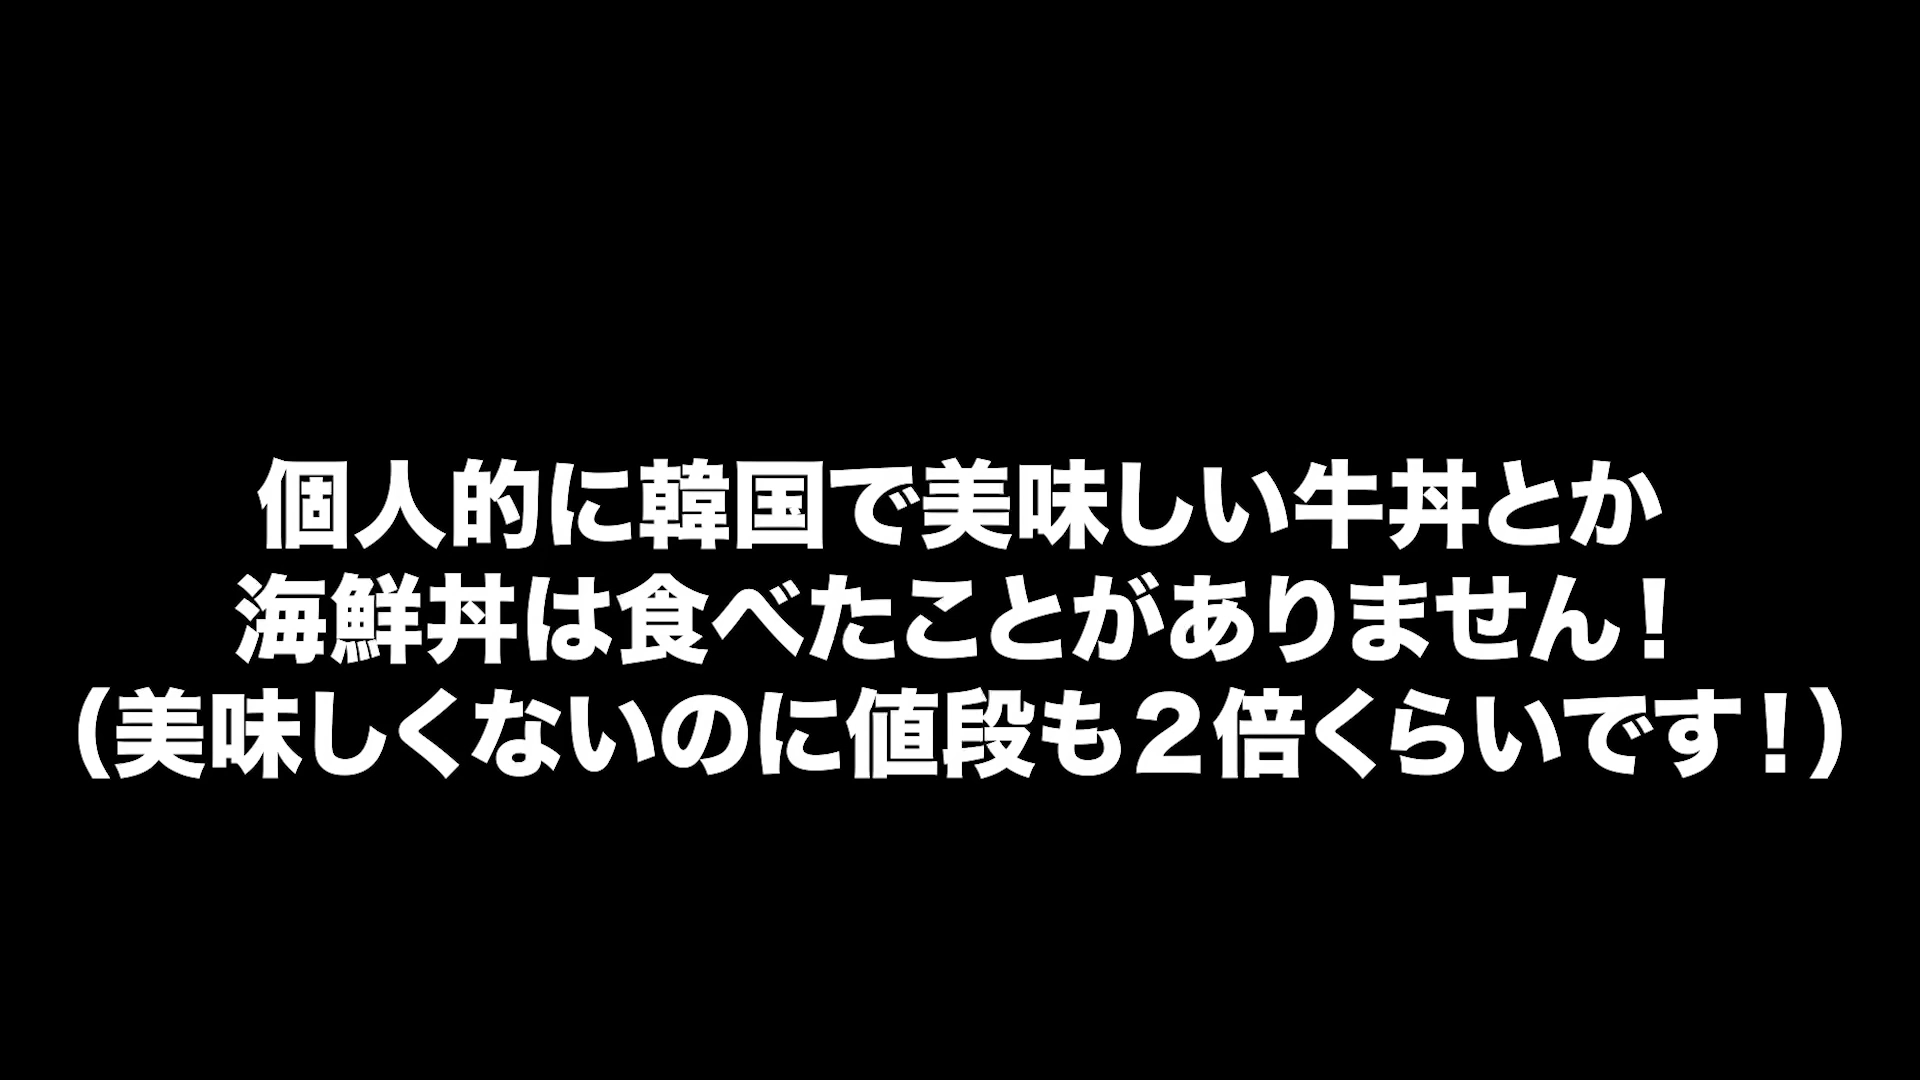 個人的に韓国で美味しい牛丼とか
海鮮丼は食べたことがありません！
（美味しくないのに値段も２倍くらいです！）